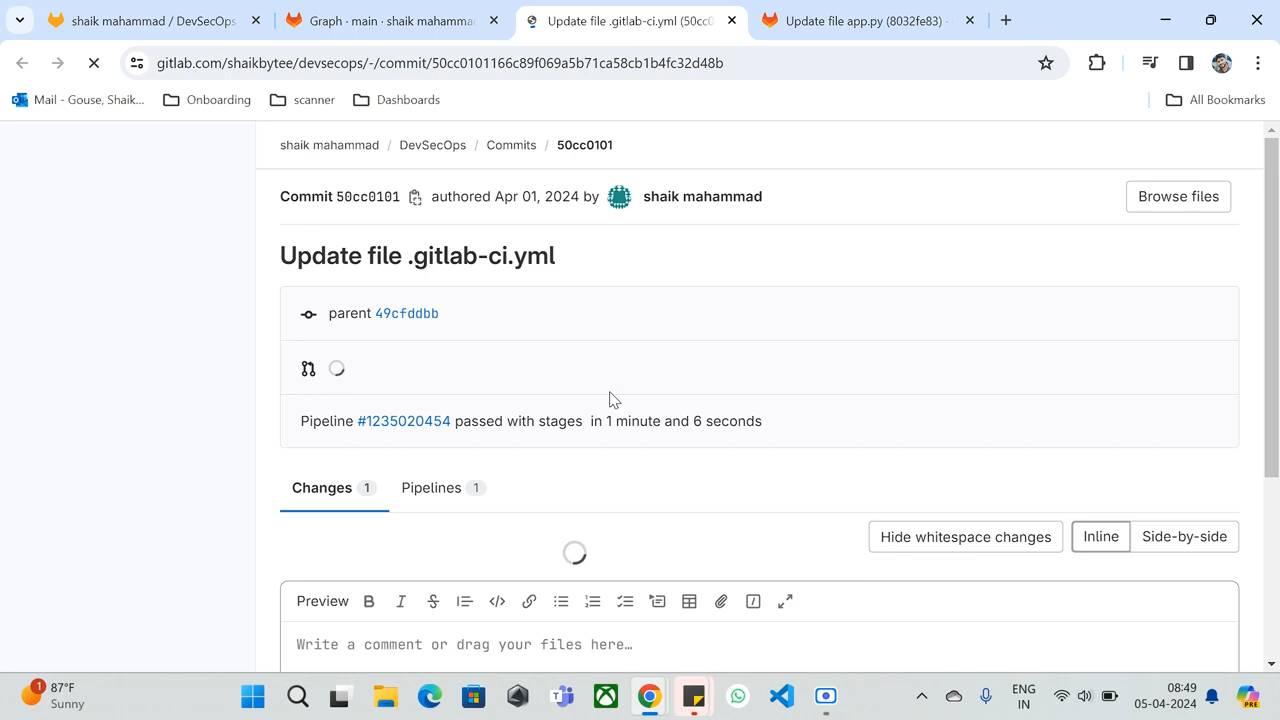 shaik mahammad / DevSecOps
Graph · main · shaik mahamma
Update file .gitlab-ci.yml (50cc0
Update file app.py (8032fe83) ·
gitlab.com/shaikbytee/devsecops/-/commit/50cc0101166c89f069a5b71ca58cb1b4fc32d48b
Mail - Gouse, Shaik...
Onboarding
scanner
Dashboards
All Bookmarks
shaik mahammad / DevSecOps / Commits / 50cc0101
Commit 50cc0101 authored Apr 01, 2024 by shaik mahammad
Browse files
Update file .gitlab-ci.yml
parent 49cfddbb
Pipeline #1235020454 passed with stages in 1 minute and 6 seconds
Changes 1
Pipelines 1
Hide whitespace changes
Inline
Side-by-side
Preview
Write a comment or drag your files here…
1
87°F
Sunny
ENG
IN
08:49
05-04-2024
PRE